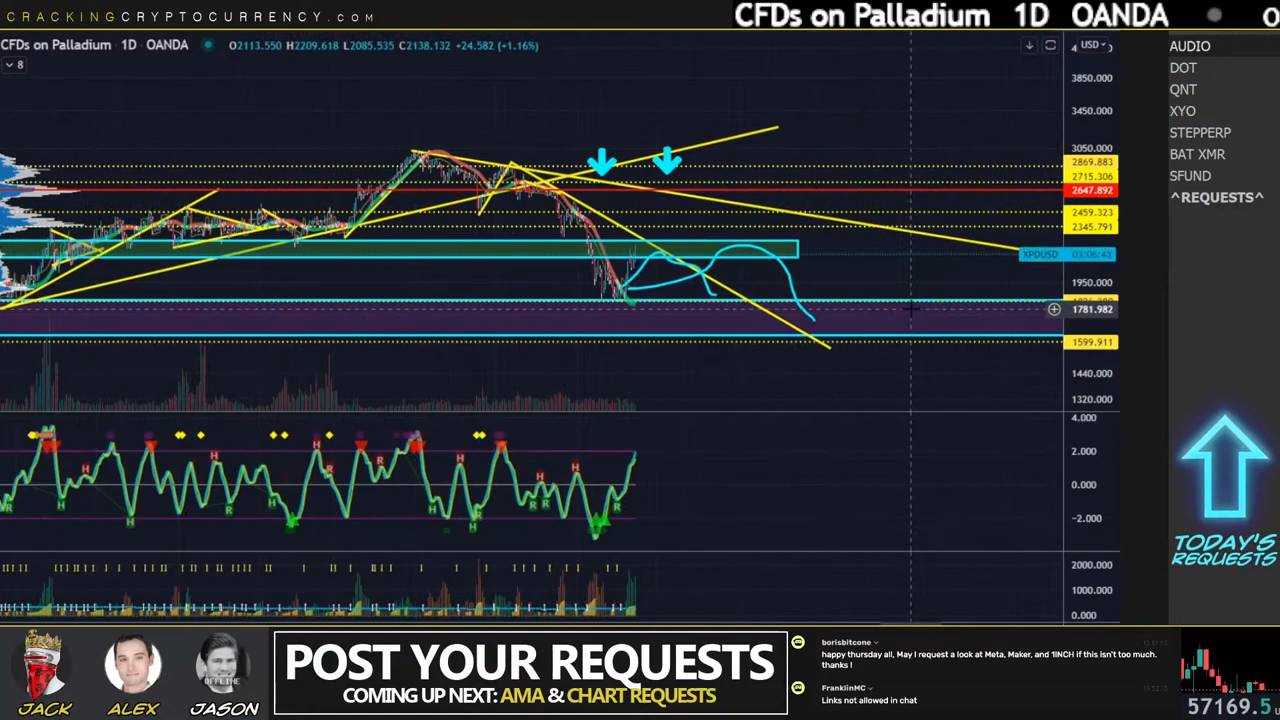 CRACKINGCRYPTOCURRENCY.com
CFDs on Palladium 1D OANDA
CFDs on Palladium · 1D · OANDA O2113.550 H2209.618 L2085.535 C2138.132 +24.582 (+1.16%)
8
USD
3850.000
3450.000
3050.000
2869.883
2715.306
2647.892
2459.323
2345.791
XPDUSD 03:06:43
1950.000
1781.982
1599.911
1440.000
1320.000
4.000
2.000
0.000
-2.000
2000.000
1000.000
0.000
AUDIO
DOT
QNT
XYO
STEPPERP
BAT XMR
SFUND
^REQUESTS^
TODAY'S
REQUESTS
JACK
ALEX
OFFLINE
JASON
POST YOUR REQUESTS
COMING UP NEXT: AMA & CHART REQUESTS
borisbitcone
happy thursday all, May I request a look at Meta, Maker, and 1INCH if this isn't too much.
thanks !
FranklinMC
Links not allowed in chat
57169.5